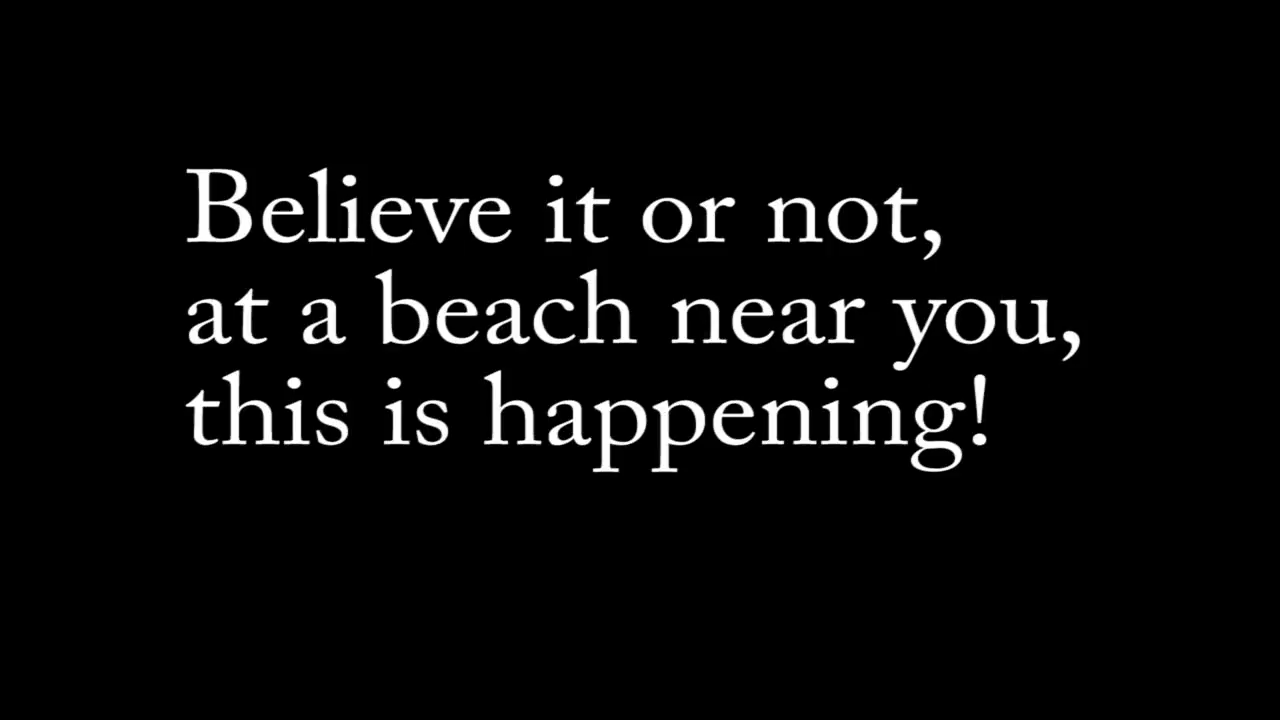 Believe it or not,
at a beach near you,
this is happening!